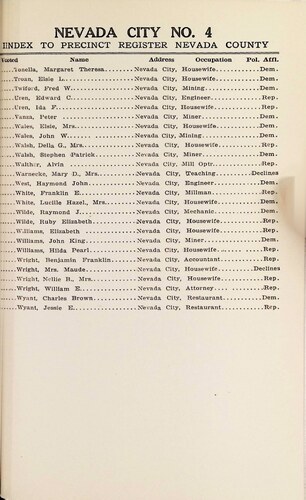 NEVADA CITY NO. 4
INDEX TO PRECINCT REGISTER NEVADA COUNTY
Voted Name Address Occupation Pol. Affl.
Margaret Theresa Nevada City, Housewife Dem.
Troan, Elsie L. Nevada City, Housewife Dem.
Twiford, Fred W. Nevada City, Mining Dem.
Uren, Edward C. Nevada City, Engineer Rep.
Uren, Ida F. Nevada City, Housewife Rep.
Peter Nevada City, Miner Dem.
Wales, Elsie, Mrs. Nevada City, Housewife Dem.
Wales, John W. Nevada City, Mining Dem.
Walsh, Della G., Mrs. Nevada City, Housewife Rep.
Walsh, Stephen Patrick Nevada City, Miner Dem.
Walther, Alvin Nevada City, Mill Optr. Rep.
Warnecke, Mary D., Mrs. Nevada City, Teaching Declines
West, Haymond John Nevada City, Engineer Dem.
White, Franklin E. Nevada City, Millman Rep.
White, Lucille Hazel, Mrs. Nevada City, Housewife Dem.
Wilde, Raymond J. Nevada City, Mechanic Dem.
Wilde, Ruby Elizabeth Nevada City, Housewife Rep.
Williams, Elizabeth Nevada City, Housewife Rep.
Williams, John King Nevada City, Miner Dem.
Williams, Hilda Pearl Nevada City, Housewife Rep.
Wright, Benjamin Franklin Nevada City, Accountant Rep.
Wright, Mrs. Maude Nevada City, Housewife Declines
Wright, Nellie B., Mrs. Nevada City, Housewife Rep.
Wright, William E. Nevada City, Attorney Rep.
Wyant, Charles Brown Nevada City, Restaurant Dem.
Wyant, Jessie E. Nevada City, Restaurant Rep.